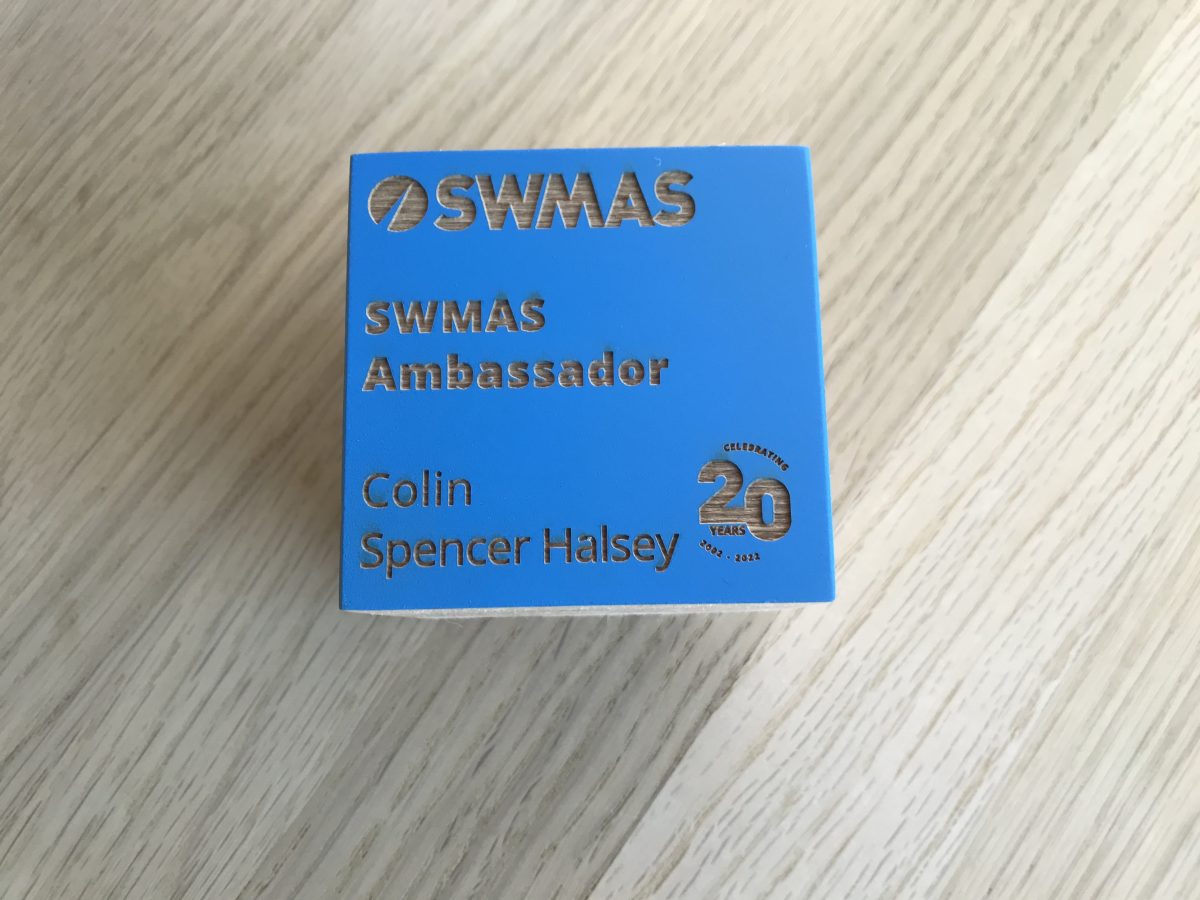 SWMAS
SWMAS
Ambassador
Colin
Spencer Halsey
CELEBRATING
20
YEARS
2002 - 2022